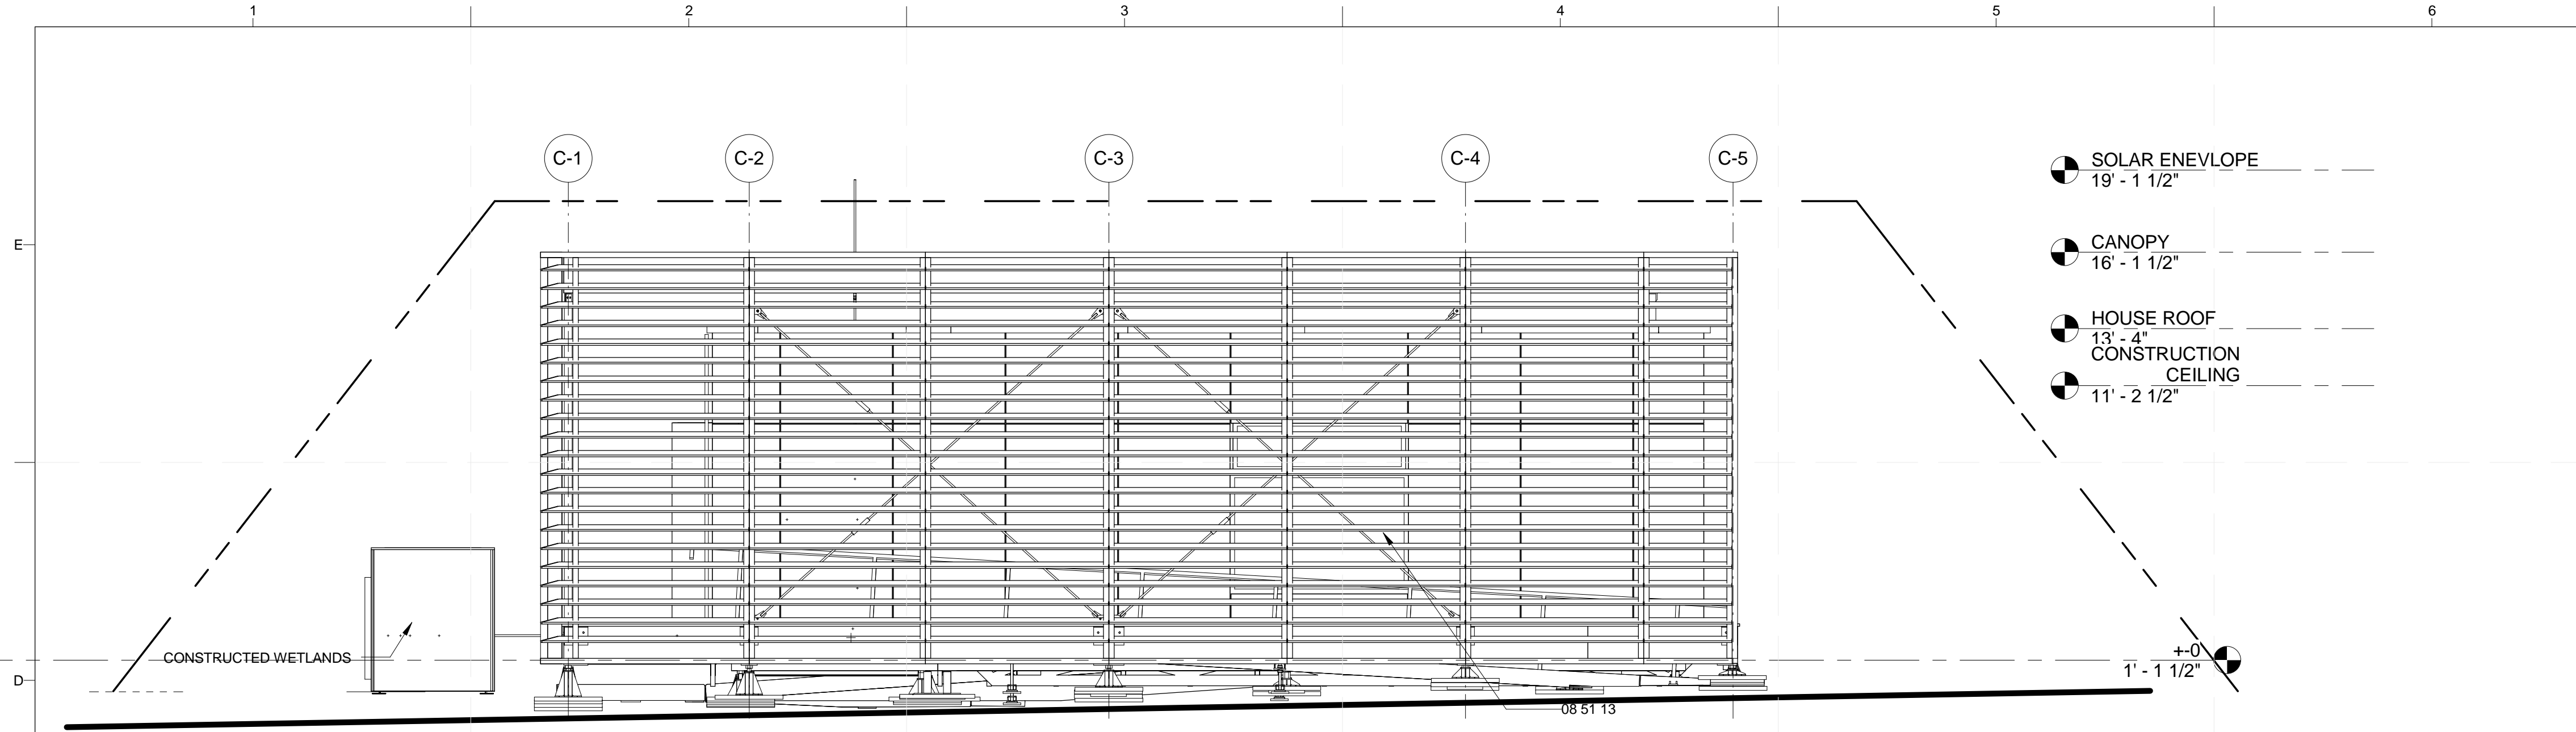 1
2
3
4
5
6
C-1
C-2
C-3
C-4
C-5
SOLAR ENEVLOPE
19' - 1 1/2"
E
CANOPY
16' - 1 1/2"
HOUSE ROOF
13' - 4"
CONSTRUCTION
CEILING
11' - 2 1/2"
CONSTRUCTED WETLANDS
+-0
1' - 1 1/2"
D
08 51 13